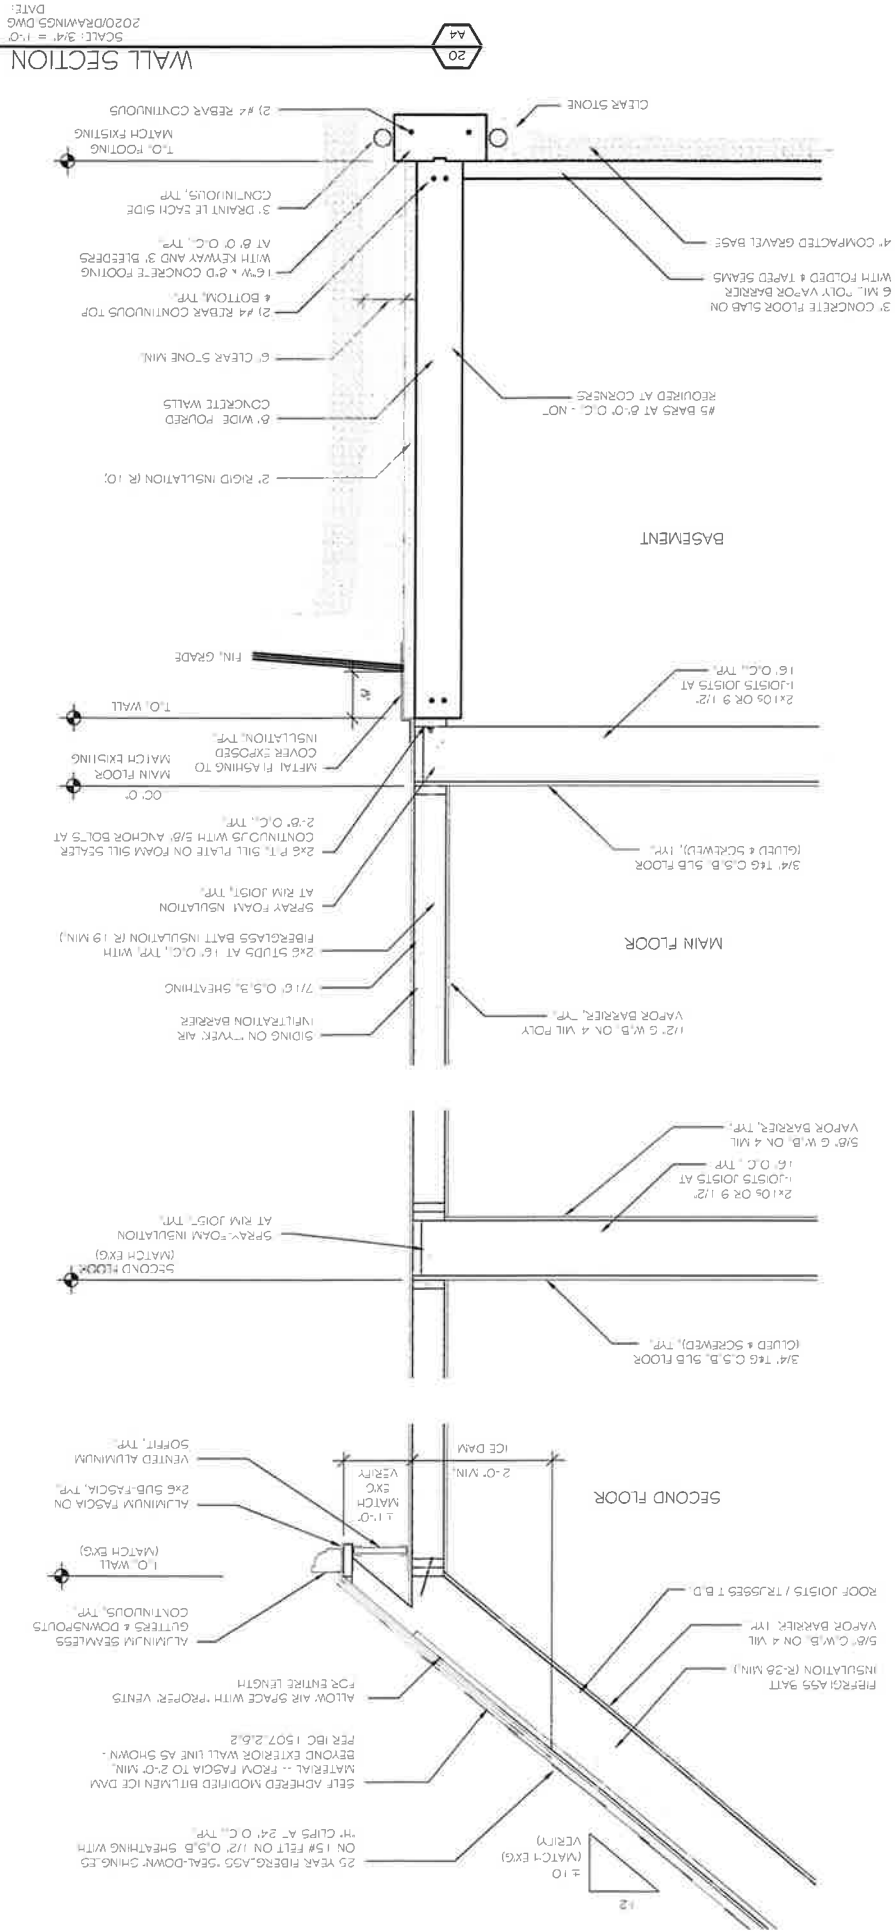 12
±10
(MATCH EXG)
VERIFY)
25 YEAR FIBERGLASS "SEAL-DOWN" SHINGLES
ON 15# FELT ON 1/2" O.S.B. SHEATHING WITH
"H" CLIPS AT 24" O.C., TYP.
SELF ADHERED MODIFIED BITUMEN ICE DAM
MATERIAL -- FROM FASCIA TO 2'-0" MIN.
BEYOND EXTERIOR WALL LINE AS SHOWN -
PER IBC 1507.2.8.2
ALLOW AIR SPACE WITH "PROPER" VENTS
FOR ENTIRE LENGTH
ALUMINUM SEAMLESS
GUTTERS & DOWNSPOUTS
CONTINUOUS, TYP.
T.O. WALL
(MATCH EXG)
ALUMINUM FASCIA ON
2x6 SUB-FASCIA, TYP.
VENTED ALUMINUM
SOFFIT, TYP.
FIBERGLASS BATT
INSULATION (R-38 MIN.)
5/8" G.W.B. ON 4 MIL
VAPOR BARRIER, TYP
ROOF JOISTS / TRUSSES T.B.D.
SECOND FLOOR
±1'-0"
MATCH
EXG
VERIFY
2'-0" MIN.
ICE DAM
3/4" T&G O.S.B. SUB FLOOR
(GLUED & SCREWED), TYP.
SECOND FLOOR
(MATCH EXG)
SPRAY-FOAM INSULATION
AT RIM JOIST, TYP.
2x10s OR 9 1/2"
I-JOISTS JOISTS AT
16" O.C., TYP.
5/8" G.W.B. ON 4 MIL
VAPOR BARRIER, TYP.
SIDING ON "TYVEK" AIR
INFILTRATION BARRIER
1/2" G.W.B. ON 4 MIL POLY
VAPOR BARRIER, TYP.
7/16" O.S.B. SHEATHING
2x6 STUDS AT 16" O.C., TYP, WITH
FIBERGLASS BATT INSULATION (R 19 MIN.)
MAIN FLOOR
SPRAY FOAM INSULATION
AT RIM JOIST, TYP.
3/4" T&G O.S.B. SUB FLOOR
(GLUED & SCREWED), TYP.
2x6 P.T. SILL PLATE ON FOAM SILL SEALER
CONTINUOUS WITH 5/8" ANCHOR BOLTS AT
2'-8" O.C., TYP.
MAIN FLOOR
MATCH EXISTING
METAL FLASHING TO
COVER EXPOSED
INSULATION, TYP.
T.O. WALL
2x10s OR 9 1/2"
I-JOISTS JOISTS AT
16" O.C., TYP.
8"
FIN. GRADE
BASEMENT
2" RIGID INSULATION (R 10)
8" WIDE POURED
CONCRETE WALLS
#5 BARS AT 8'-0" O.C. - NOT
REQUIRED AT CORNERS
6" CLEAR STONE MIN.
2) #4 REBAR CONTINUOUS TOP
& BOTTOM, TYP.
3" CONCRETE FLOOR SLAB ON
6 MIL POLY VAPOR BARRIER
WITH FOLDED & TAPED SEAMS
16"W x 8"D CONCRETE FOOTING
WITH KEYWAY AND 3" BLEEDERS
AT 8'0" O.C., TYP.
4" COMPACTED GRAVEL BASE
3" DRAINTILE EACH SIDE
CONTINUOUS, TYP.
T.O. FOOTING
MATCH EXISTING
2) #4 REBAR CONTINUOUS
CLEAR STONE
20
A4
WALL SECTION
SCALE: 3/4" = 1'-0"
2020/DRAWINGS.DWG
DATE: